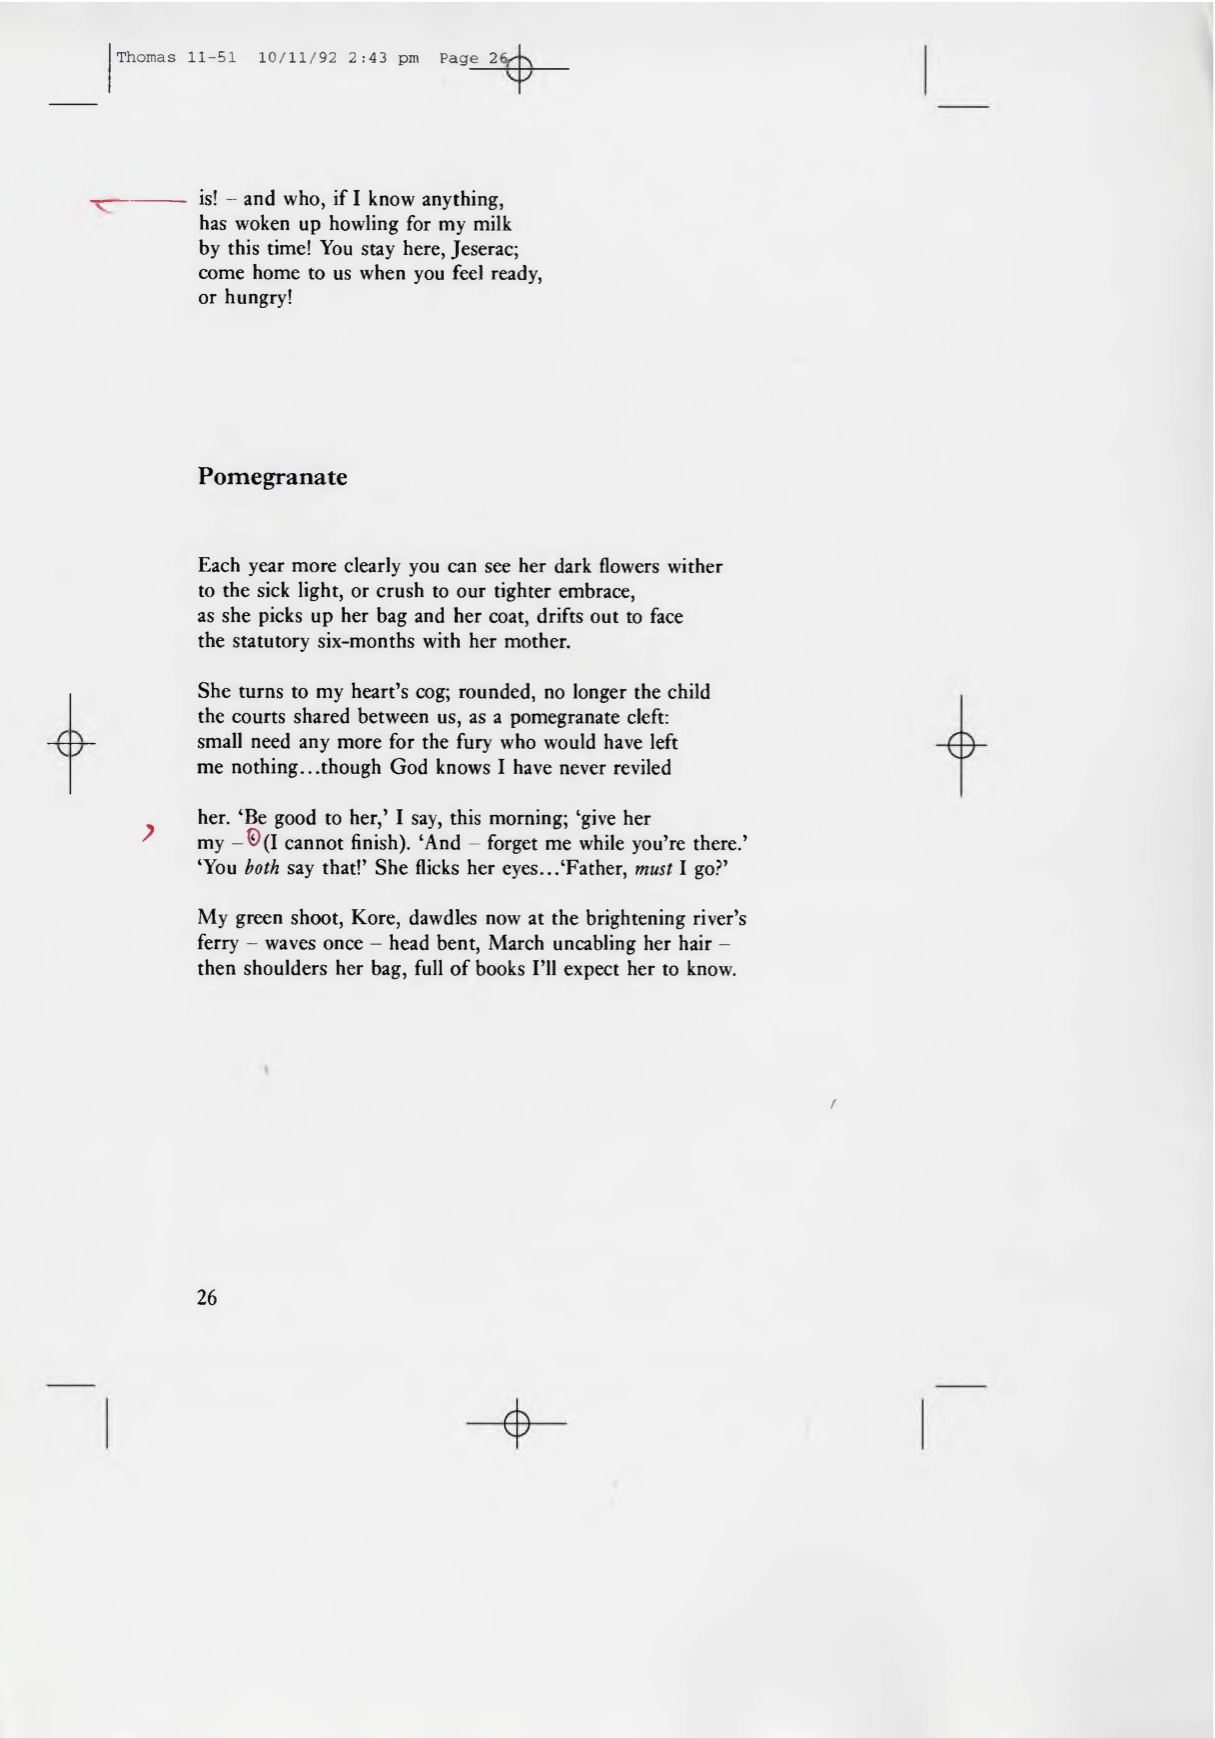 Thomas 11-51 10/11/92 2:43 pm Page 26
is! – and who, if I know anything,
has woken up howling for my milk
by this time! You stay here, Jeserac;
come home to us when you feel ready,
or hungry!
Pomegranate
Each year more clearly you can see her dark flowers wither
to the sick light, or crush to our tighter embrace,
as she picks up her bag and her coat, drifts out to face
the statutory six-months with her mother.
She turns to my heart’s cog; rounded, no longer the child
the courts shared between us, as a pomegranate cleft:
small need any more for the fury who would have left
me nothing...though God knows I have never reviled
her. ‘Be good to her,’ I say, this morning; ‘give her
my – ‘ (I cannot finish). ‘And – forget me while you’re there.’
‘You both say that!’ She flicks her eyes...‘Father, must I go?’
My green shoot, Kore, dawdles now at the brightening river’s
ferry – waves once – head bent, March uncabling her hair –
then shoulders her bag, full of books I’ll expect her to know.
26